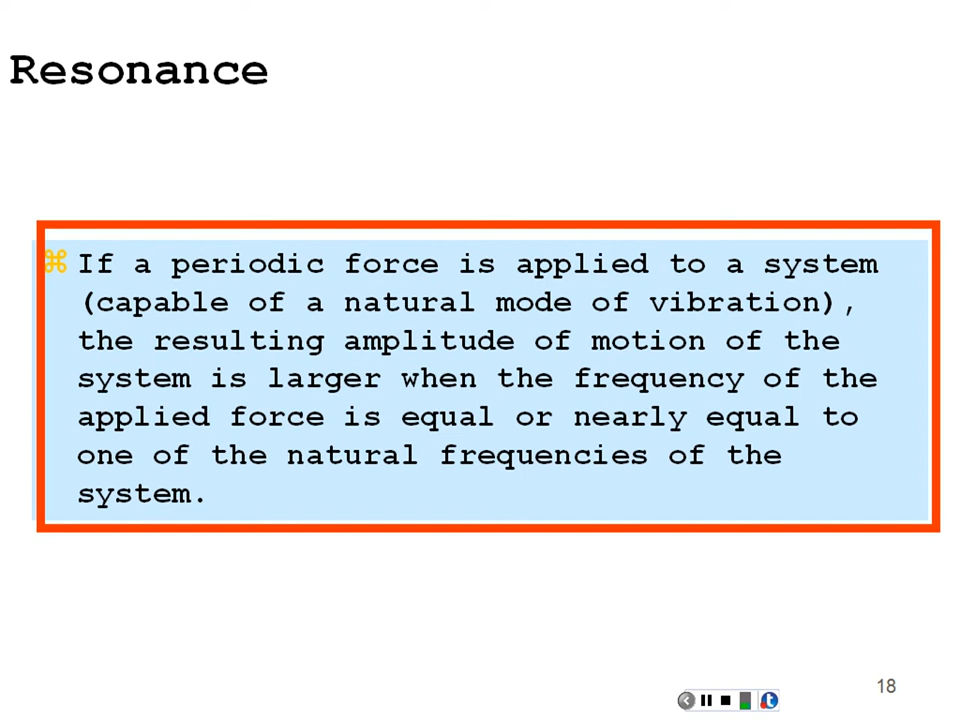 Resonance
⌘ If a periodic force is applied to a system
(capable of a natural mode of vibration),
the resulting amplitude of motion of the
system is larger when the frequency of the
applied force is equal or nearly equal to
one of the natural frequencies of the
system.
18